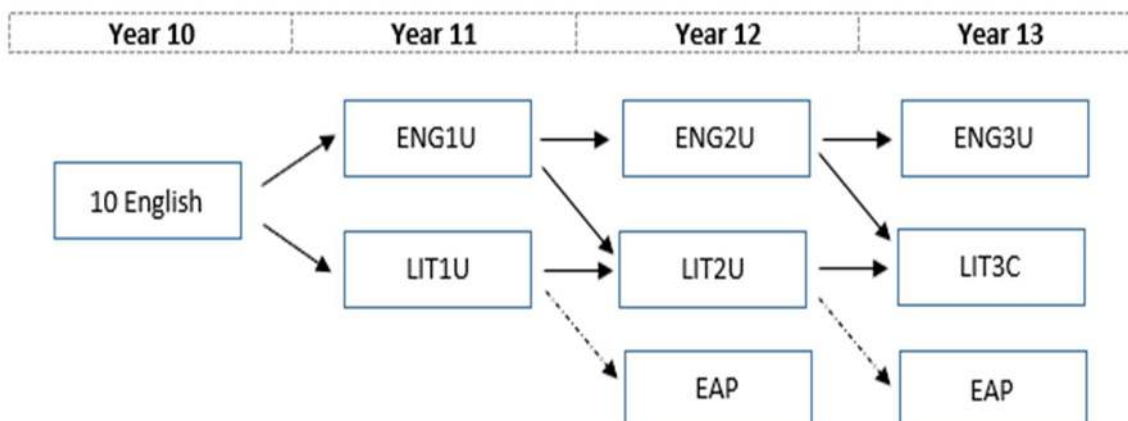 Year 10 Year 11 Year 12 Year 13
ENG1U ENG2U ENG3U
10 English
LIT1U LIT2U LIT3C
EAP EAP